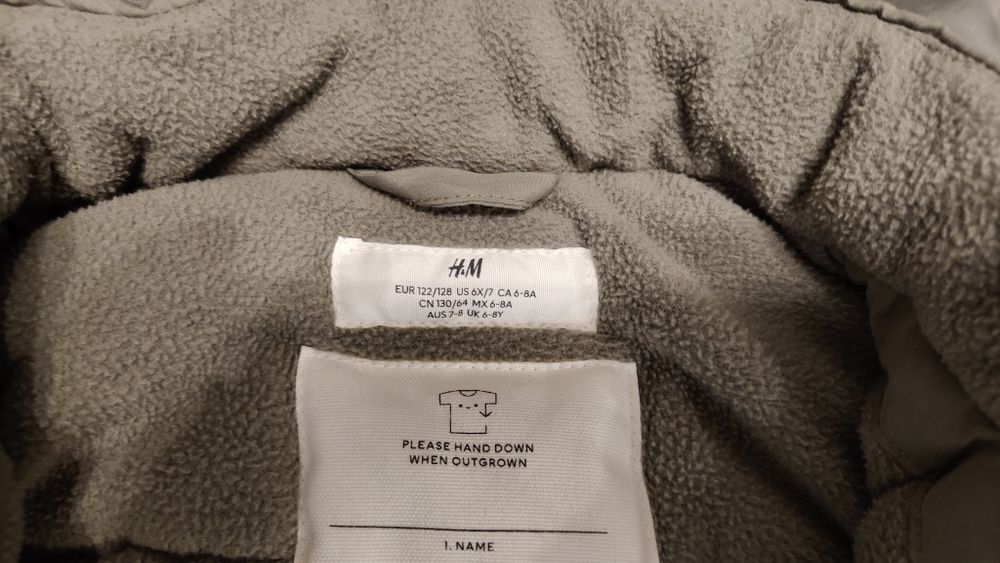 H&M
EUR 122/128 US 6X/7 CA 6-8A
CN 130/64 MX 6-8A
AUS 7-8 UK 6-8Y
PLEASE HAND DOWN
WHEN OUTGROWN
1. NAME